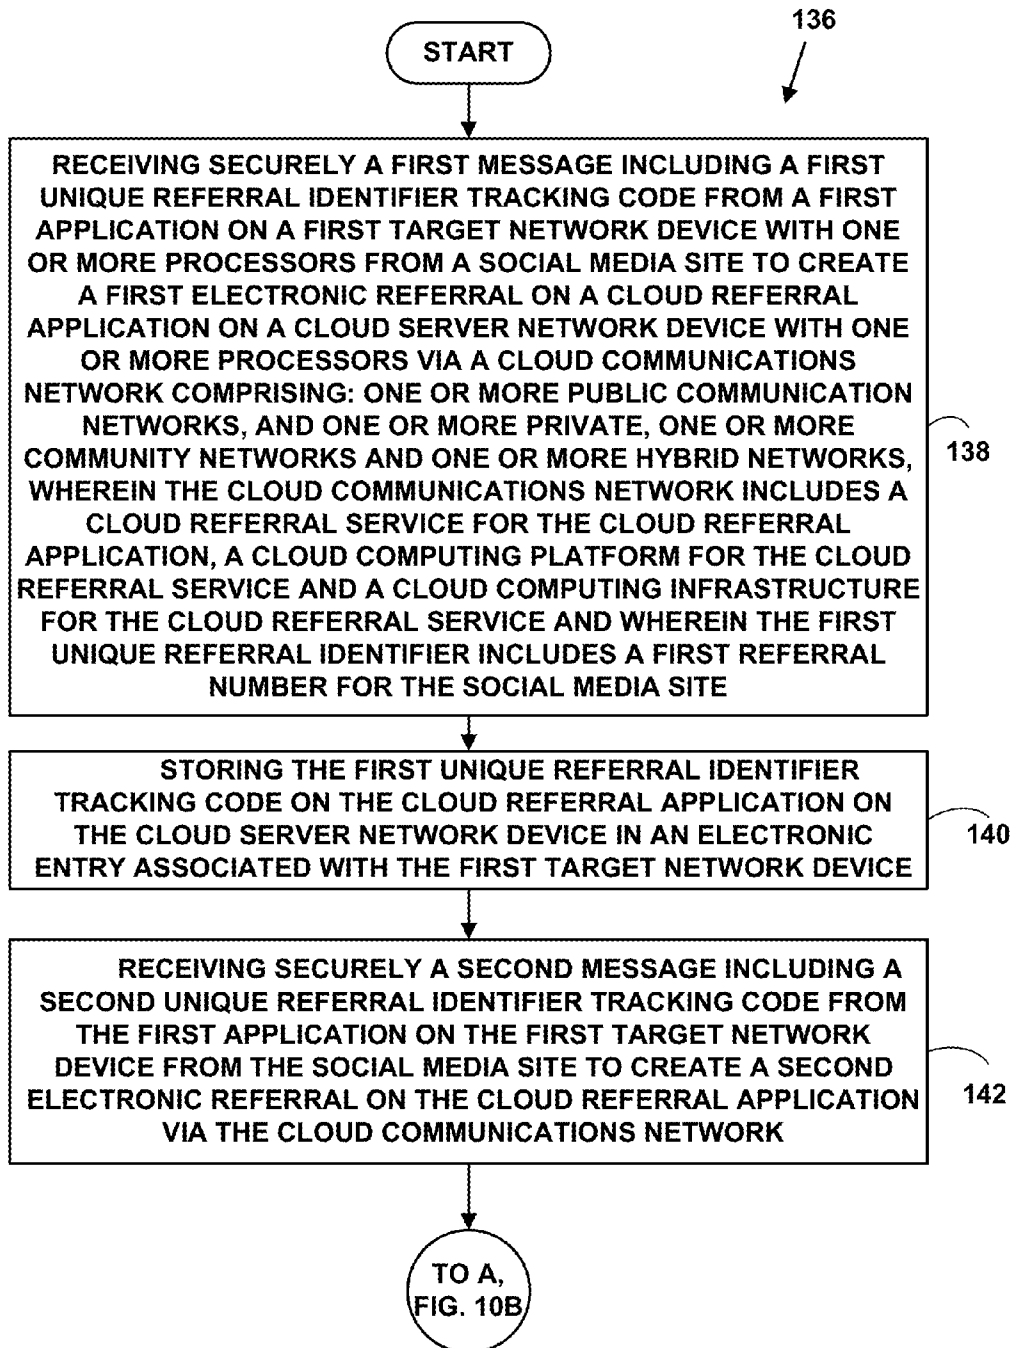 136
START
RECEIVING SECURELY A FIRST MESSAGE INCLUDING A FIRST
UNIQUE REFERRAL IDENTIFIER TRACKING CODE FROM A FIRST
APPLICATION ON A FIRST TARGET NETWORK DEVICE WITH ONE
OR MORE PROCESSORS FROM A SOCIAL MEDIA SITE TO CREATE
A FIRST ELECTRONIC REFERRAL ON A CLOUD REFERRAL
APPLICATION ON A CLOUD SERVER NETWORK DEVICE WITH ONE
OR MORE PROCESSORS VIA A CLOUD COMMUNICATIONS
NETWORK COMPRISING: ONE OR MORE PUBLIC COMMUNICATION
NETWORKS, AND ONE OR MORE PRIVATE, ONE OR MORE
COMMUNITY NETWORKS AND ONE OR MORE HYBRID NETWORKS,
WHEREIN THE CLOUD COMMUNICATIONS NETWORK INCLUDES A
CLOUD REFERRAL SERVICE FOR THE CLOUD REFERRAL
APPLICATION, A CLOUD COMPUTING PLATFORM FOR THE CLOUD
REFERRAL SERVICE AND A CLOUD COMPUTING INFRASTRUCTURE
FOR THE CLOUD REFERRAL SERVICE AND WHEREIN THE FIRST
UNIQUE REFERRAL IDENTIFIER INCLUDES A FIRST REFERRAL
NUMBER FOR THE SOCIAL MEDIA SITE
138
STORING THE FIRST UNIQUE REFERRAL IDENTIFIER
TRACKING CODE ON THE CLOUD REFERRAL APPLICATION ON
THE CLOUD SERVER NETWORK DEVICE IN AN ELECTRONIC
ENTRY ASSOCIATED WITH THE FIRST TARGET NETWORK DEVICE
140
RECEIVING SECURELY A SECOND MESSAGE INCLUDING A
SECOND UNIQUE REFERRAL IDENTIFIER TRACKING CODE FROM
THE FIRST APPLICATION ON THE FIRST TARGET NETWORK
DEVICE FROM THE SOCIAL MEDIA SITE TO CREATE A SECOND
ELECTRONIC REFERRAL ON THE CLOUD REFERRAL APPLICATION
VIA THE CLOUD COMMUNICATIONS NETWORK
142
TO A,
FIG. 10B